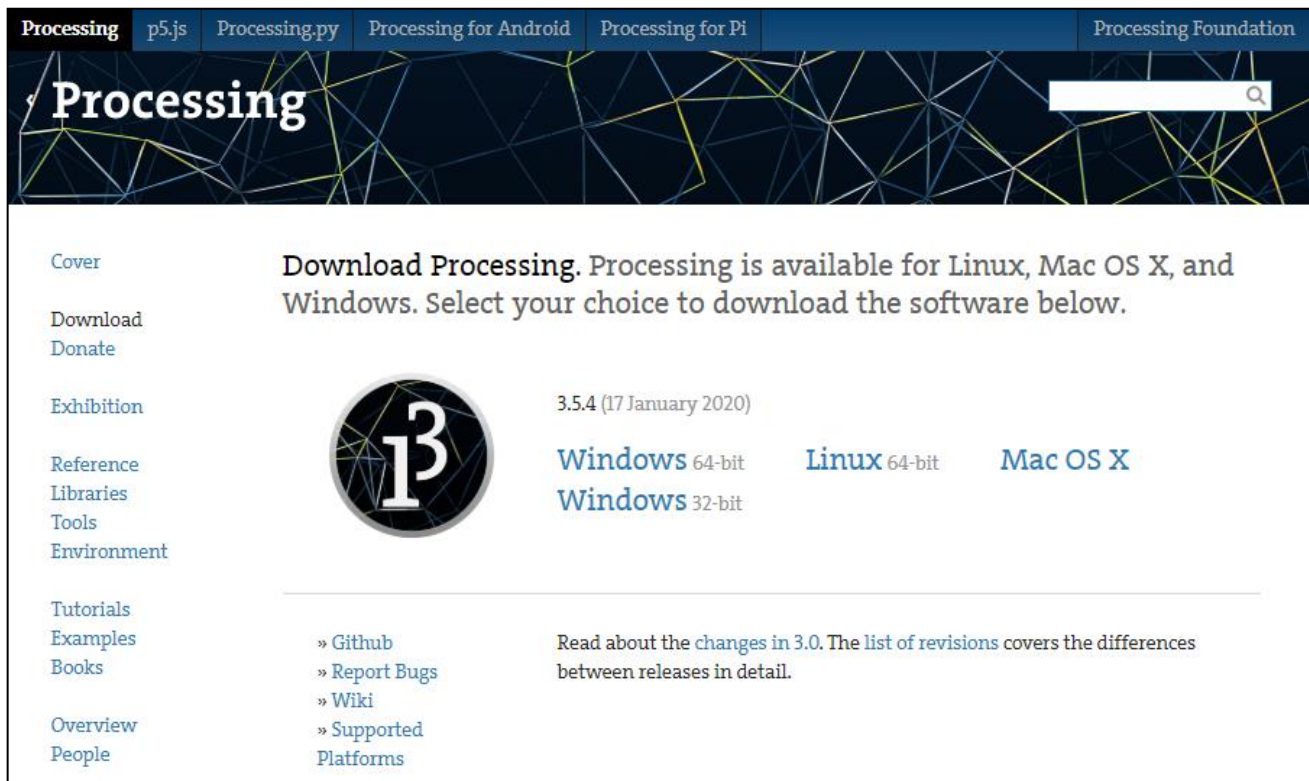 Processing p5.js Processing.py Processing for Android Processing for Pi Processing Foundation
Processing
Cover
Download
Donate
Exhibition
Reference
Libraries
Tools
Environment
Tutorials
Examples
Books
Overview
People
Download Processing. Processing is available for Linux, Mac OS X, and
Windows. Select your choice to download the software below.
3
3.5.4 (17 January 2020)
Windows 64-bit Linux 64-bit Mac OS X
Windows 32-bit
» Github
» Report Bugs
» Wiki
» Supported
Platforms
Read about the changes in 3.0. The list of revisions covers the differences
between releases in detail.